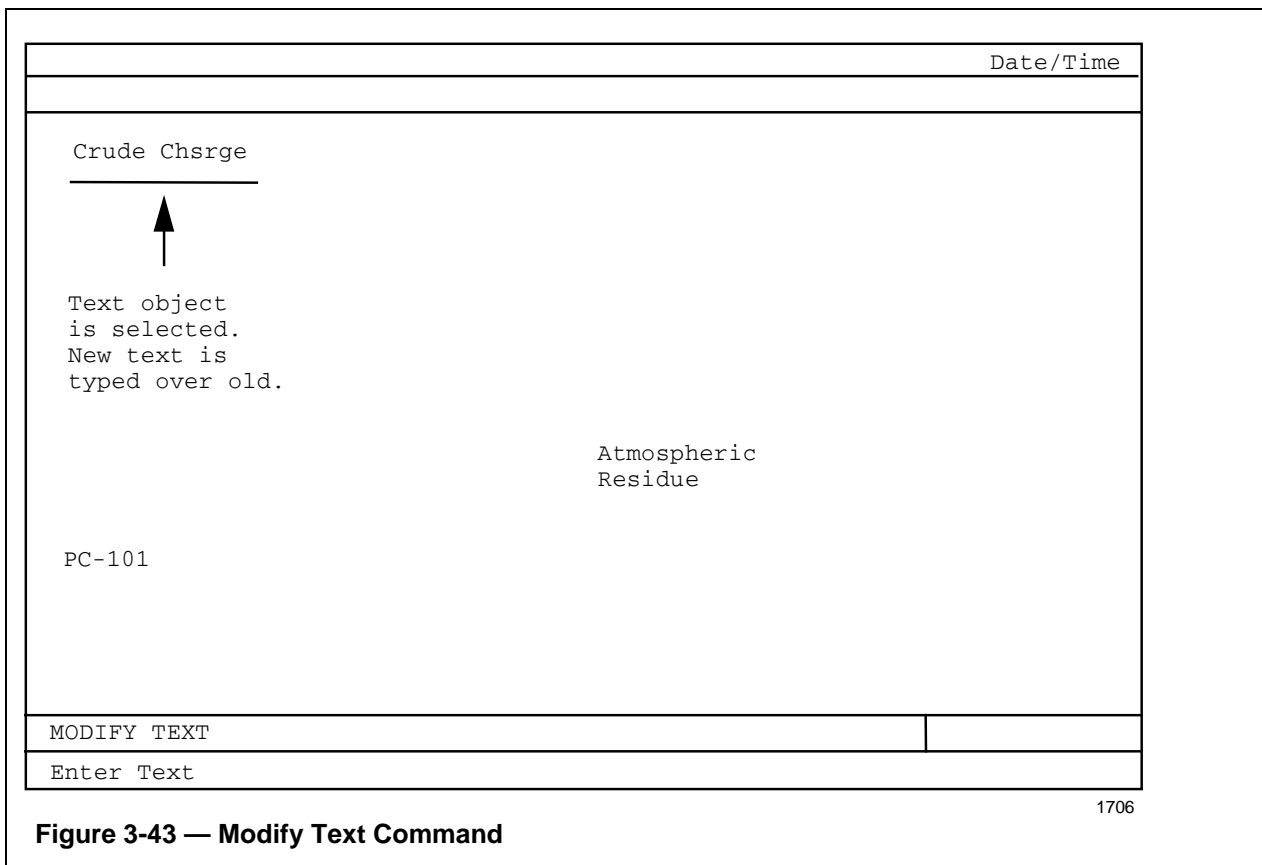 Date/Time
Crude Chsrge
Text object
is selected.
New text is
typed over old.
Atmospheric
Residue
PC-101
MODIFY TEXT
Enter Text
1706
Figure 3-43 — Modify Text Command